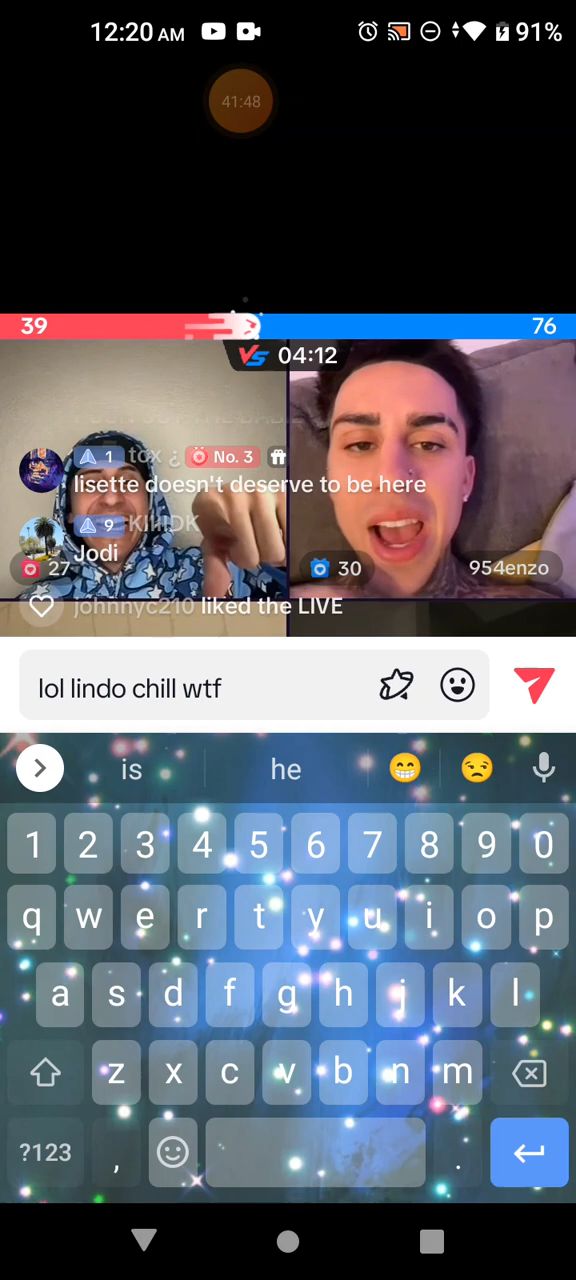 12:20 AM
91%
41:48
39
76
VS 04:12
1 tox ¿ No. 3
lisette doesn't deserve to be here
9
Jodi
27
30
954enzo
johnnyc210 liked the LIVE
lol lindo chill wtf
is
he
1 2 3 4 5 6 7 8 9 0
q w e r t y u i o p
a s d f g h j k l
z x c v b n m
?123 , .